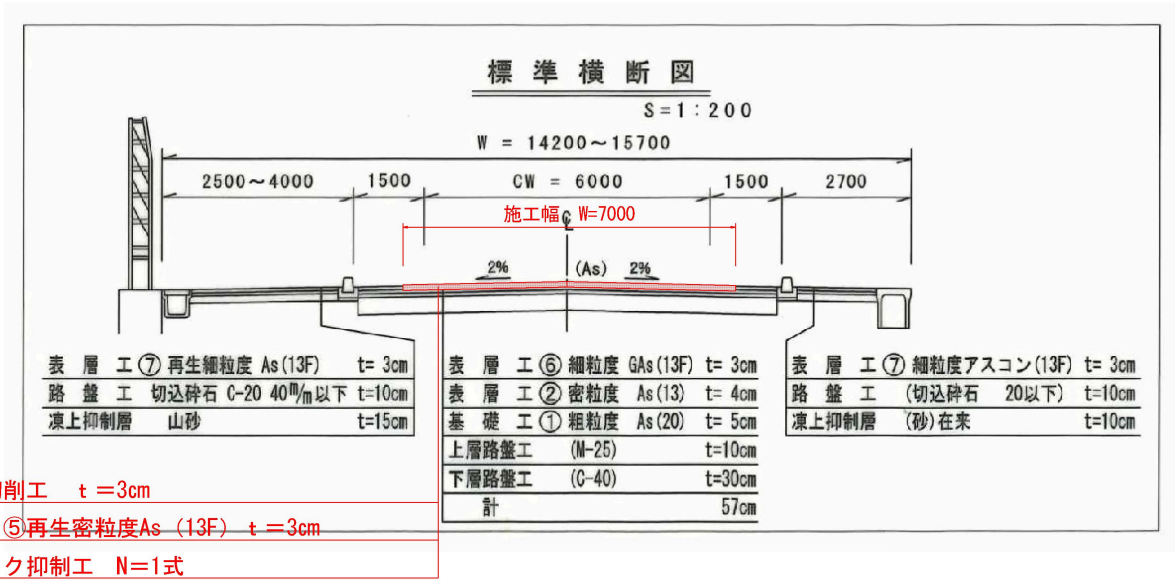 標準横断図
S=1:200
W = 14200～15700
2500～4000 1500 CW = 6000 1500 2700
施工幅 W=7000
2% (As) 2%
表層工⑦再生細粒度 As(13F) t= 3cm
路盤工 切込砕石 C-20 40m/m以下 t=10cm
凍上抑制層 山砂 t=15cm
表層工⑥細粒度 GAs(13F) t= 3cm
表層工②密粒度 As(13) t= 4cm
基礎工①粗粒度 As(20) t= 5cm
上層路盤工 (M-25) t=10cm
下層路盤工 (C-40) t=30cm
計 57cm
表層工⑦細粒度アスコン(13F) t= 3cm
路盤工 (切込砕石 20以下) t=10cm
凍上抑制層 (砂)在来 t=10cm
削工 t=3cm
⑤再生密粒度As（13F） t=3cm
ク抑制工 N=1式